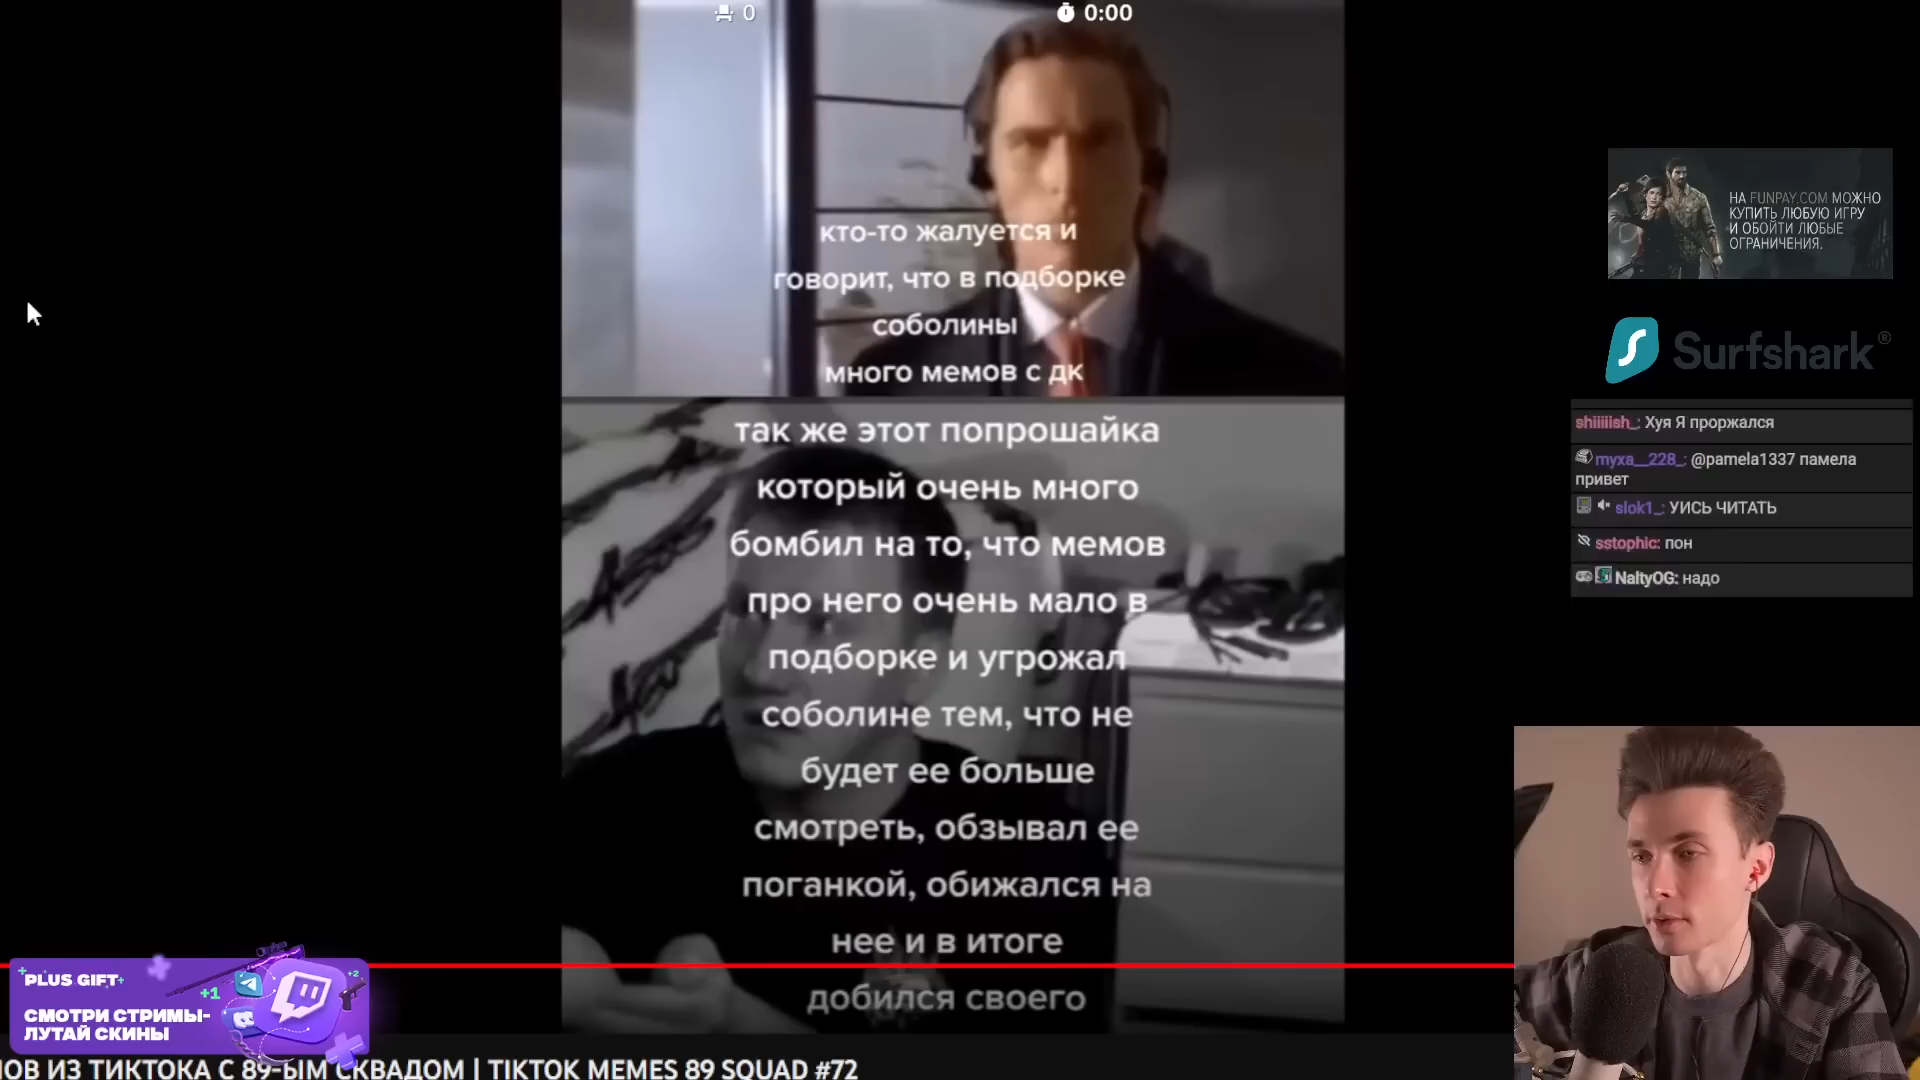 0
0:00
кто-то жалуется и
говорит, что в подборке
соболины
много мемов с дк
так же этот попрошайка
который очень много
бомбил на то, что мемов
про него очень мало в
подборке и угрожал
соболине тем, что не
будет ее больше
смотреть, обзывал ее
поганкой, обижался на
нее и в итоге
добился своего
НА FUNPAY.COM МОЖНО
КУПИТЬ ЛЮБУЮ ИГРУ
И ОБОЙТИ ЛЮБЫЕ
ОГРАНИЧЕНИЯ.
Surfshark®
shiiiiish_: Хуя Я проржался
myxa__228_: @pamela1337 памела
привет
slok1_: УИСЬ ЧИТАТЬ
sstophic: пон
NaltyOG: надо
PLUS GIFT+
+1
+2
СМОТРИ СТРИМЫ-
ЛУТАЙ СКИНЫ
ОВ ИЗ ТИКТОКА С 89-ЫМ СКВАДОМ | TIKTOK MEMES 89 SQUAD #72